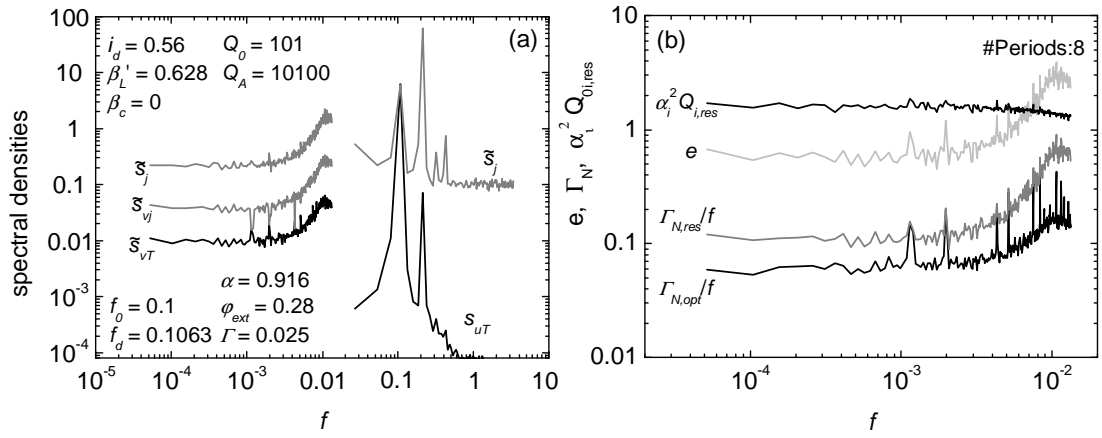 100
10
1
0.1
0.01
10⁻³
10⁻⁴
spectral densities
(a)
i_d = 0.56 Q_0 = 101
β_L' = 0.628 Q_A = 10100
β_c = 0
s̃_j
s̃_vj
s̃_vT
s̃_j
α = 0.916
f_0 = 0.1 φ_ext = 0.28
f_d = 0.1063 Γ = 0.025
s_uT
10⁻⁵ 10⁻⁴ 10⁻³ 0.01 0.1 1 10
f
10
1
0.1
0.01
e, Γ_N, α_ι² Q_0i,res
(b)
#Periods:8
α_i²Q_i,res
e
Γ_N,res/f
Γ_N,opt/f
10⁻⁴ 10⁻³ 10⁻²
f